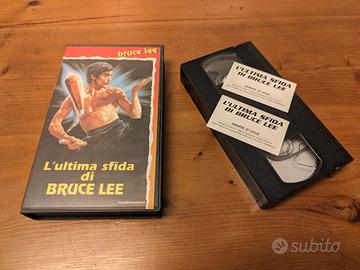 bruce lee
L'ultima sfida
di
BRUCE LEE
L'ULTIMA SFIDA
DI BRUCE LEE
L'ULTIMA SFIDA
DI BRUCE LEE
subito